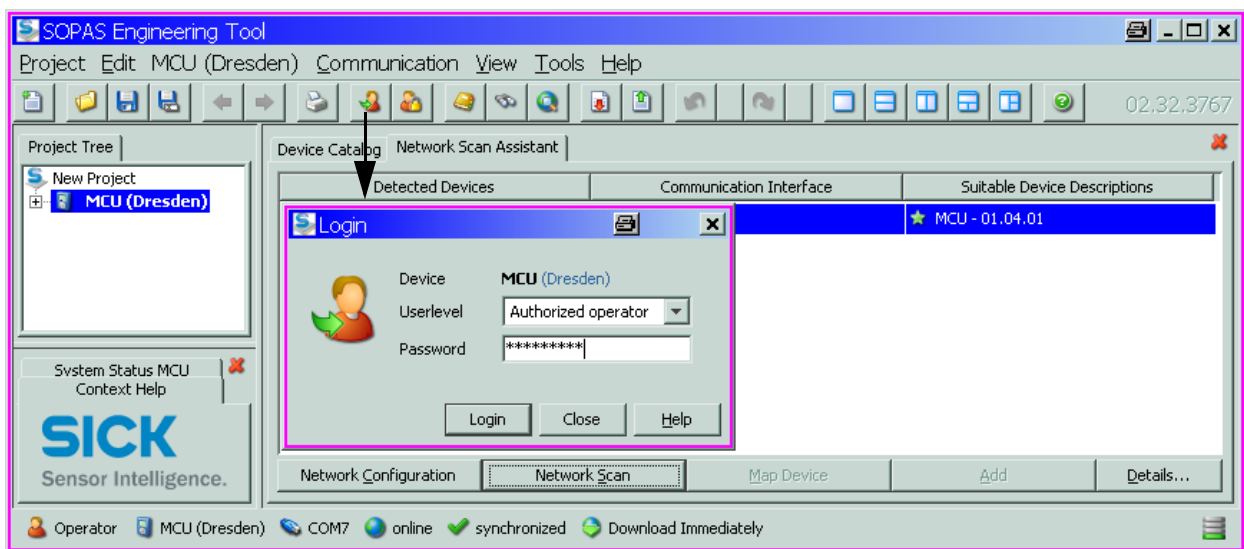 SOPAS Engineering Tool
Project Edit MCU (Dresden) Communication View Tools Help
02.32.3767
Project Tree
New Project
MCU (Dresden)
Device Catalog Network Scan Assistant
Detected Devices Communication Interface Suitable Device Descriptions
MCU - 01.04.01
Login
Device MCU (Dresden)
Userlevel Authorized operator
Password *********
Login Close Help
System Status MCU
Context Help
SICK
Sensor Intelligence.
Network Configuration Network Scan Map Device Add Details...
Operator MCU (Dresden) COM7 online synchronized Download Immediately